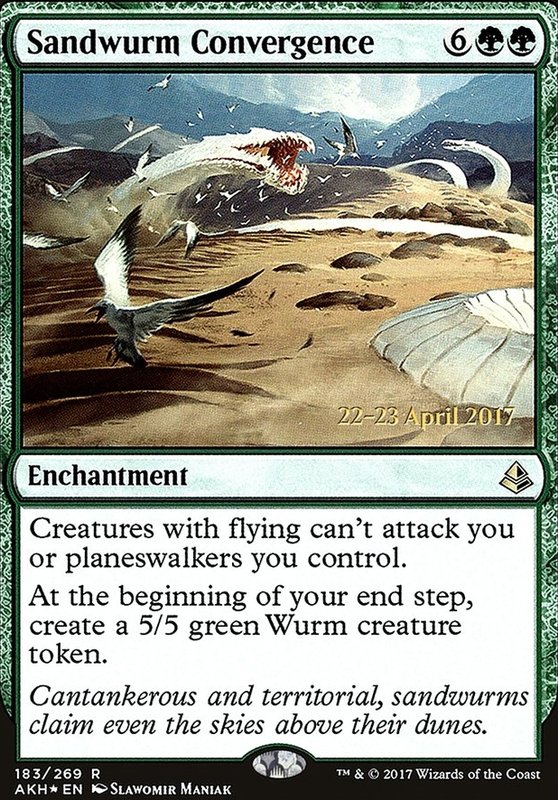 Sandwurm Convergence 6
22–23 April 2017
Enchantment
Creatures with flying can't attack you
or planeswalkers you control.
At the beginning of your end step,
create a 5/5 green Wurm creature
token.
Cantankerous and territorial, sandwurms
claim even the skies above their dunes.
183/269 R
AKH★EN SLAWOMIR MANIAK
™ & © 2017 Wizards of the Coast